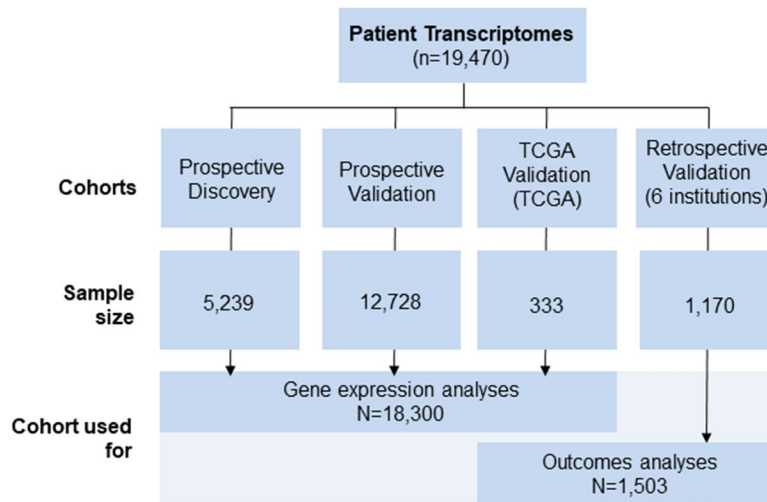 Patient Transcriptomes
(n=19,470)
Cohorts
Prospective
Discovery
Prospective
Validation
TCGA
Validation
(TCGA)
Retrospective
Validation
(6 institutions)
Sample
size
5,239
12,728
333
1,170
Cohort used
for
Gene expression analyses
N=18,300
Outcomes analyses
N=1,503